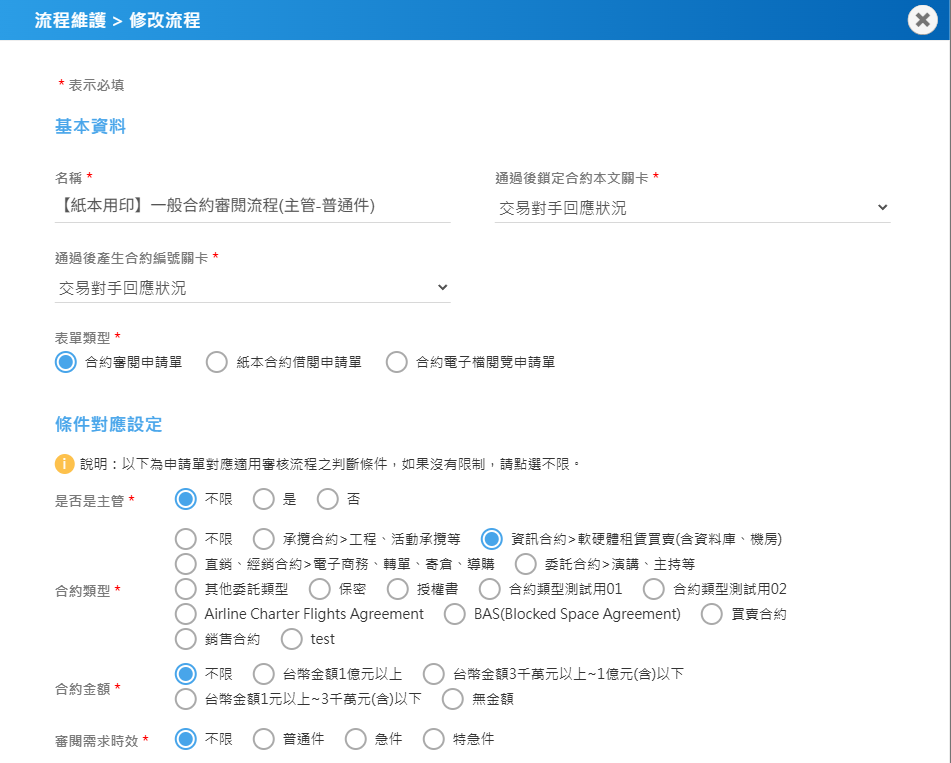 流程維護 > 修改流程
* 表示必填
基本資料
名稱 *
通過後鎖定合約本文關卡 *
【紙本用印】一般合約審閱流程(主管-普通件)
交易對手回應狀況
通過後產生合約編號關卡 *
交易對手回應狀況
表單類型 *
合約審閱申請單 紙本合約借閱申請單 合約電子檔閱覽申請單
條件對應設定
說明：以下為申請單對應適用審核流程之判斷條件，如果沒有限制，請點選不限。
是否是主管 * 不限 是 否
合約類型 *
不限 承攬合約>工程、活動承攬等 資訊合約>軟硬體租賃買賣(含資料庫、機房)
直銷、經銷合約>電子商務、轉單、寄倉、導購 委託合約>演講、主持等
其他委託類型 保密 授權書 合約類型測試用01 合約類型測試用02
Airline Charter Flights Agreement BAS(Blocked Space Agreement) 買賣合約
銷售合約 test
合約金額 *
不限 台幣金額1億元以上 台幣金額3千萬元以上~1億元(含)以下
台幣金額1元以上~3千萬元(含)以下 無金額
審閱需求時效 * 不限 普通件 急件 特急件